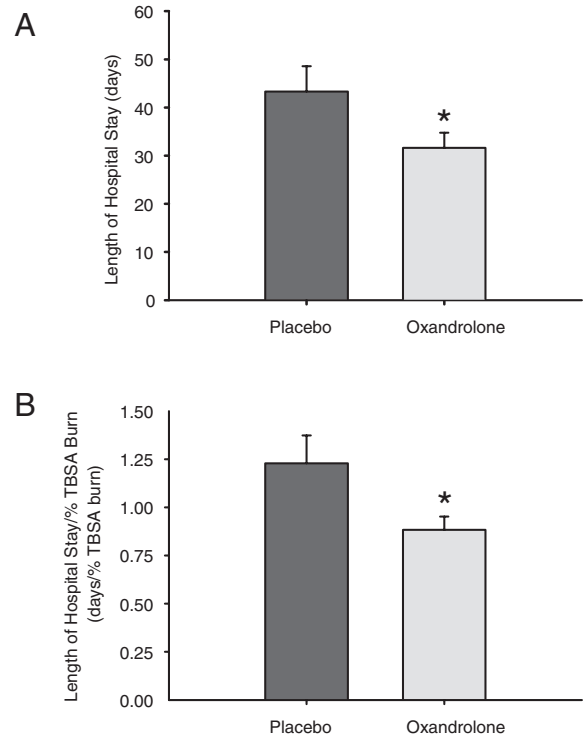 A
Length of Hospital Stay (days)
60
50
40
30
20
10
0
*
Placebo
Oxandrolone
B
Length of Hospital Stay/% TBSA Burn
(days/% TBSA burn)
1.50
1.25
1.00
0.75
0.50
0.25
0.00
*
Placebo
Oxandrolone